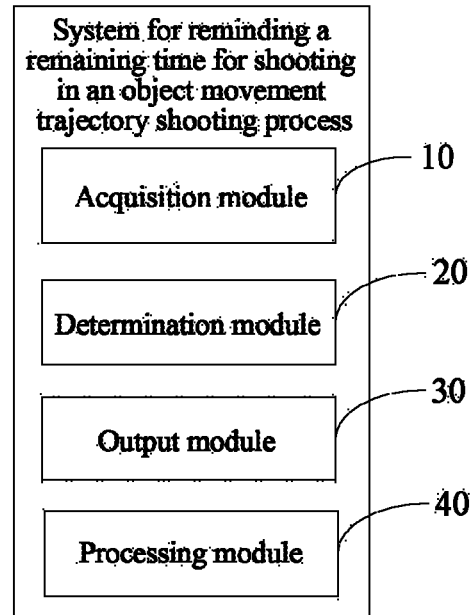 System for reminding a
remaining time for shooting
in an object movement
trajectory shooting process
10
Acquisition module
20
Determination module
30
Output module
40
Processing module